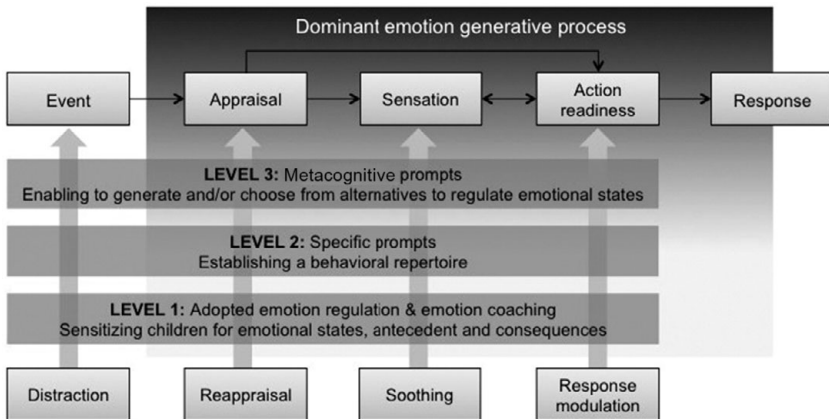 Dominant emotion generative process
Event
Appraisal
Sensation
Action
readiness
Response
LEVEL 3: Metacognitive prompts
Enabling to generate and/or choose from alternatives to regulate emotional states
LEVEL 2: Specific prompts
Establishing a behavioral repertoire
LEVEL 1: Adopted emotion regulation & emotion coaching
Sensitizing children for emotional states, antecedent and consequences
Distraction
Reappraisal
Soothing
Response
modulation